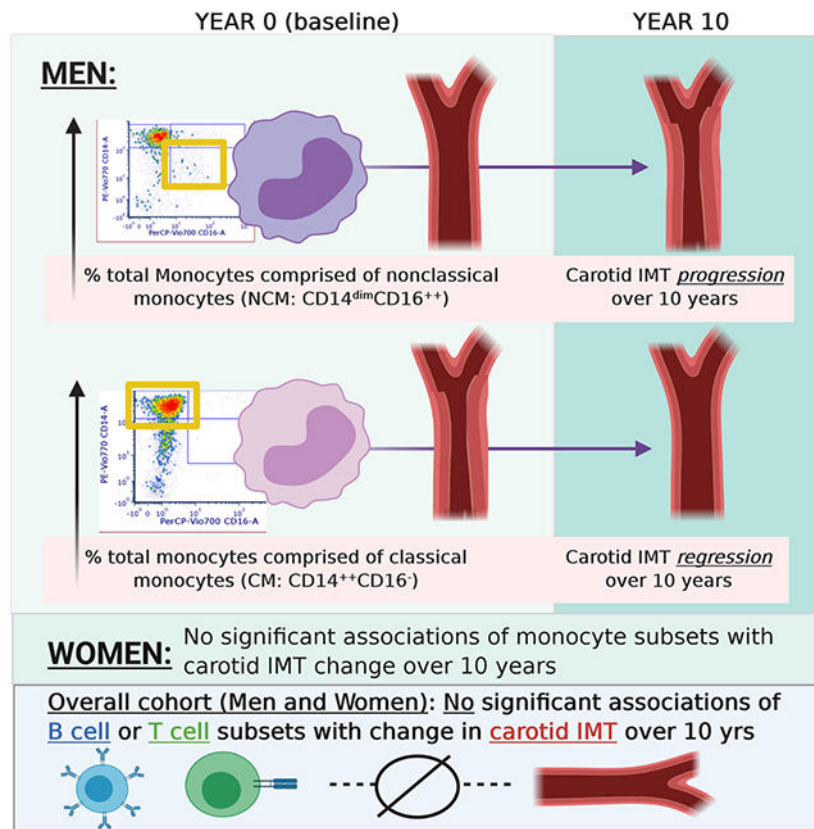 YEAR 0 (baseline)
YEAR 10
MEN:
PE-Vio770 CD14-A
PerCP-Vio700 CD16-A
% total Monocytes comprised of nonclassical
monocytes (NCM: CD14ᵈⁱᵐCD16⁺⁺)
Carotid IMT progression
over 10 years
PE-Vio770 CD14-A
PerCP-Vio700 CD16-A
% total monocytes comprised of classical
monocytes (CM: CD14⁺⁺CD16⁻)
Carotid IMT regression
over 10 years
WOMEN: No significant associations of monocyte subsets with
carotid IMT change over 10 years
Overall cohort (Men and Women): No significant associations of
B cell or T cell subsets with change in carotid IMT over 10 yrs